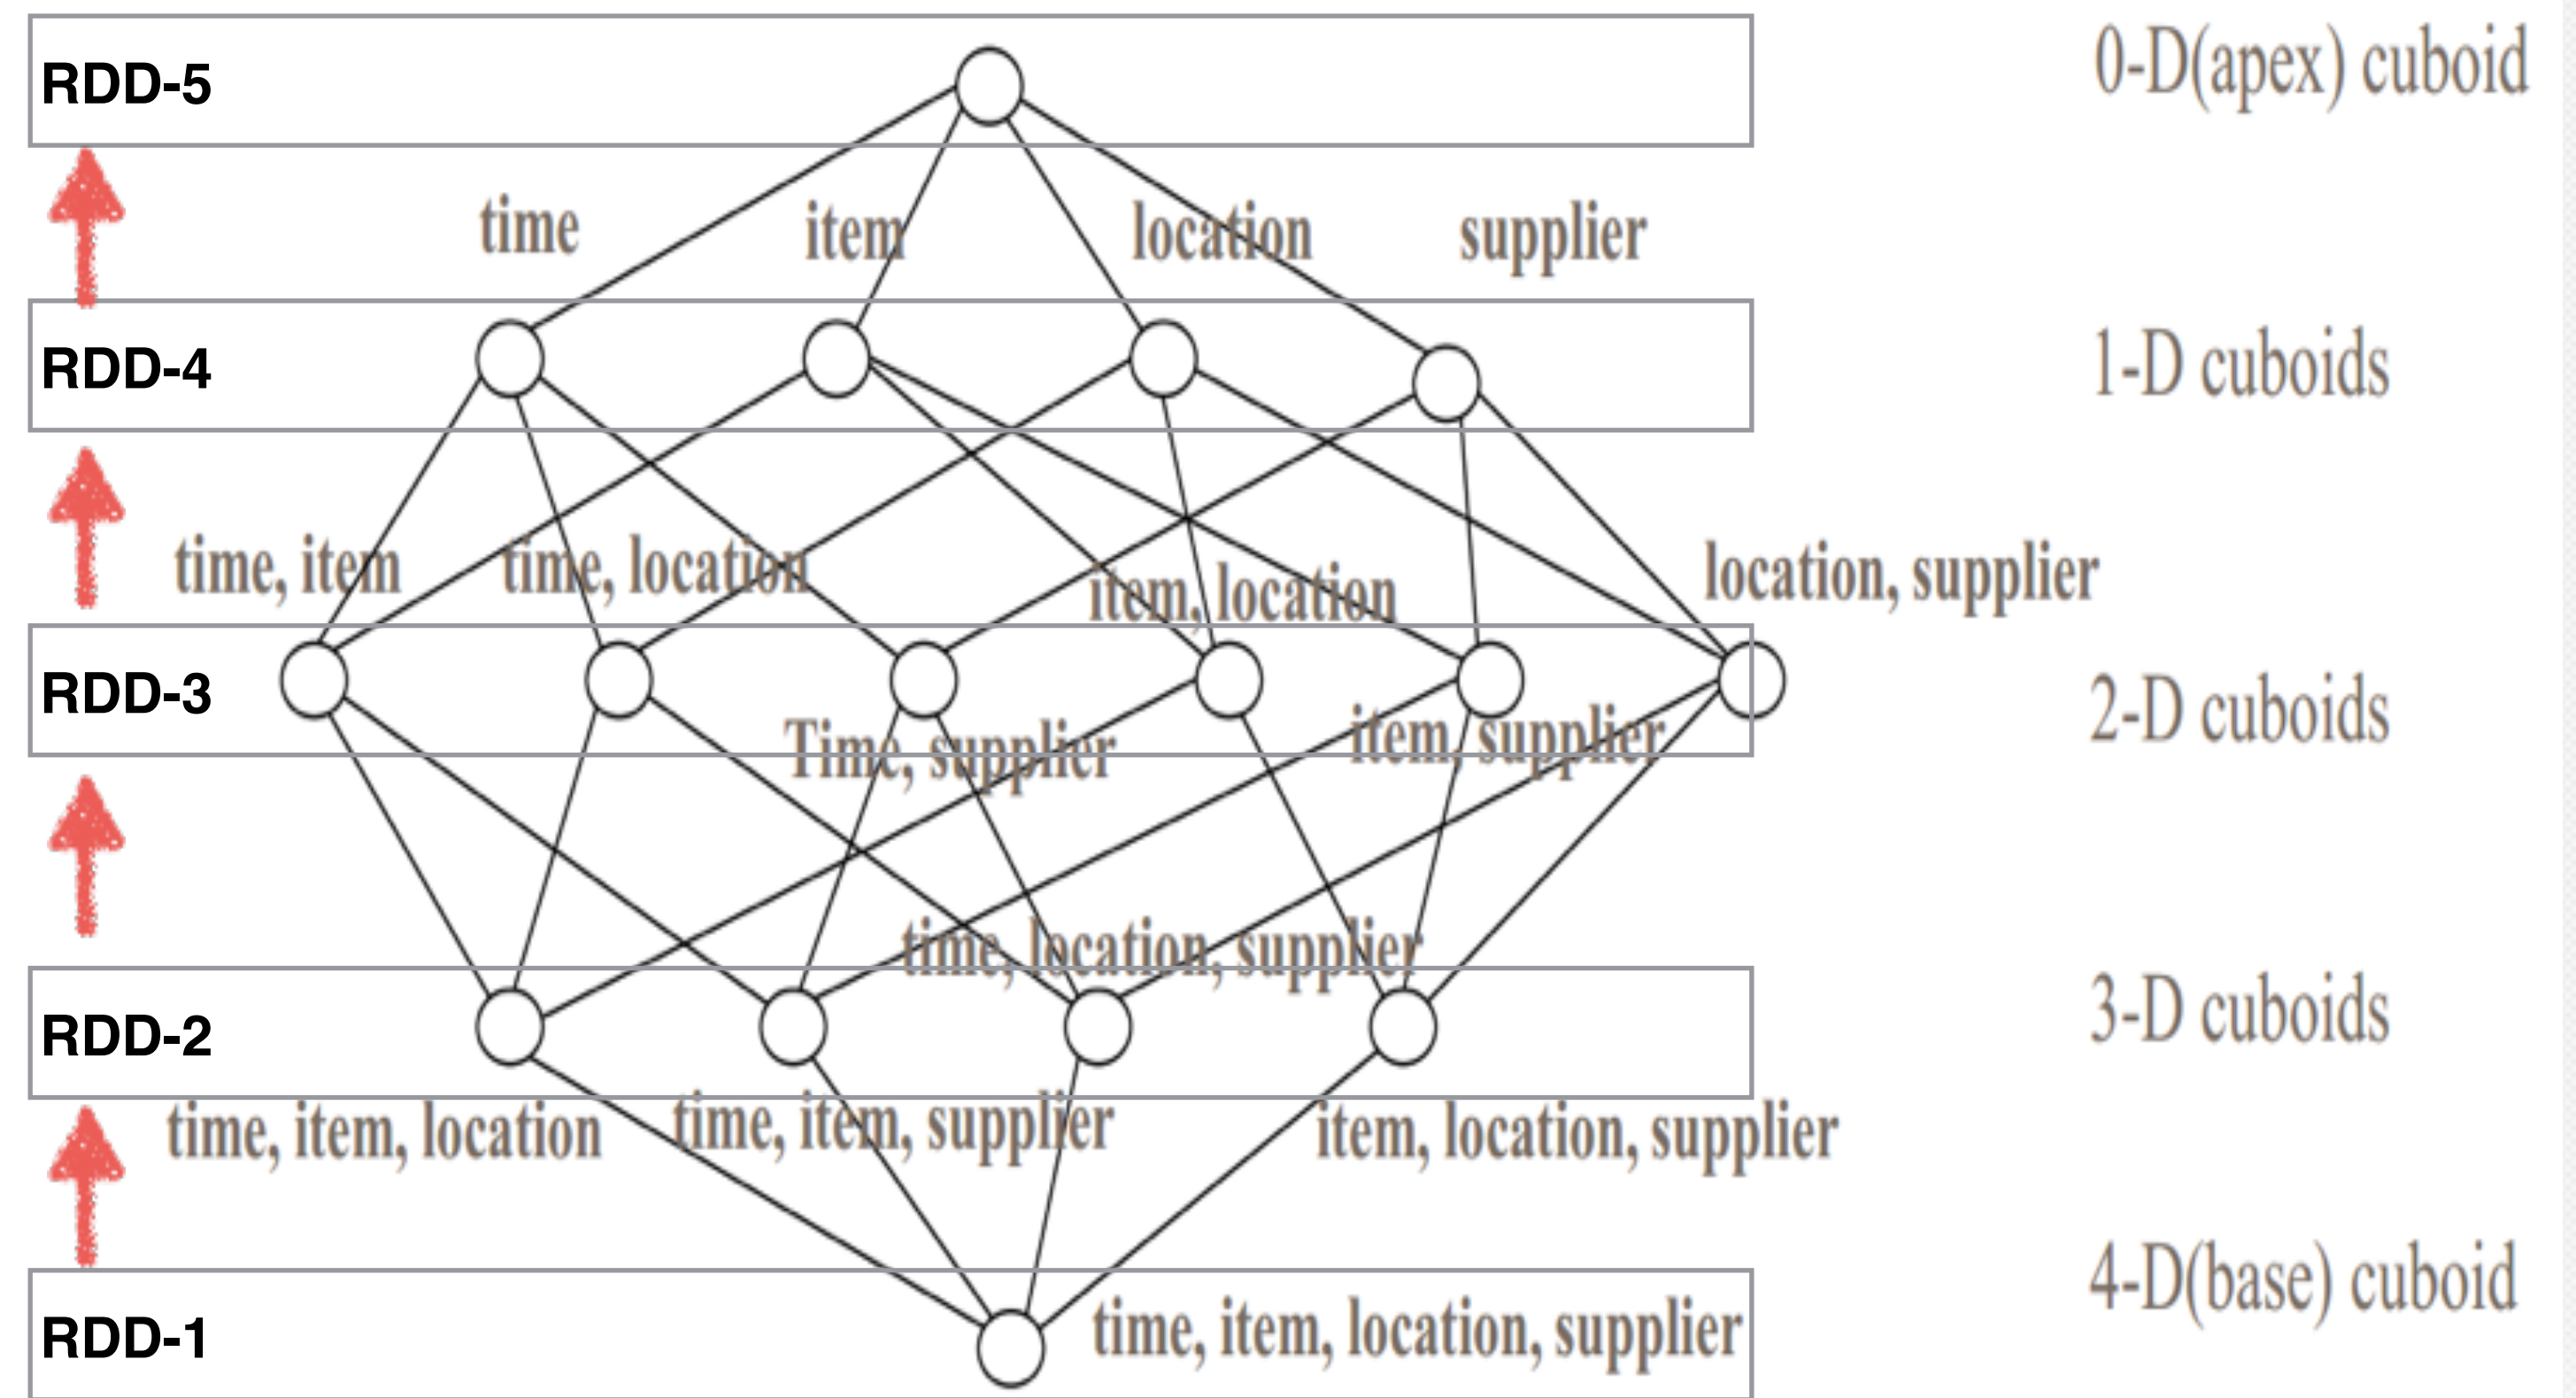 RDD-5
0-D(apex) cuboid
time
item
location
supplier
RDD-4
1-D cuboids
time, item
time, location
item, location
location, supplier
RDD-3
2-D cuboids
Time, supplier
item, supplier
time, location, supplier
RDD-2
3-D cuboids
time, item, location
time, item, supplier
item, location, supplier
RDD-1
time, item, location, supplier
4-D(base) cuboid